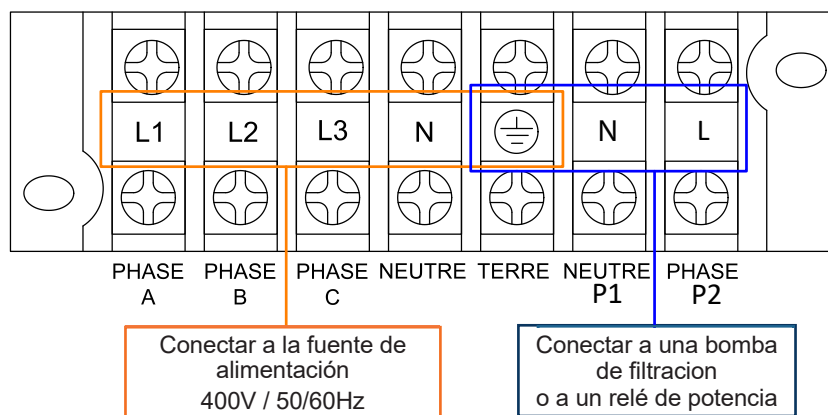 L1 L2 L3 N N L
PHASE PHASE PHASE NEUTRE TERRE NEUTRE PHASE
A B C P1 P2
Conectar a la fuente de
alimentación
400V / 50/60Hz
Conectar a una bomba
de filtracion
o a un relé de potencia